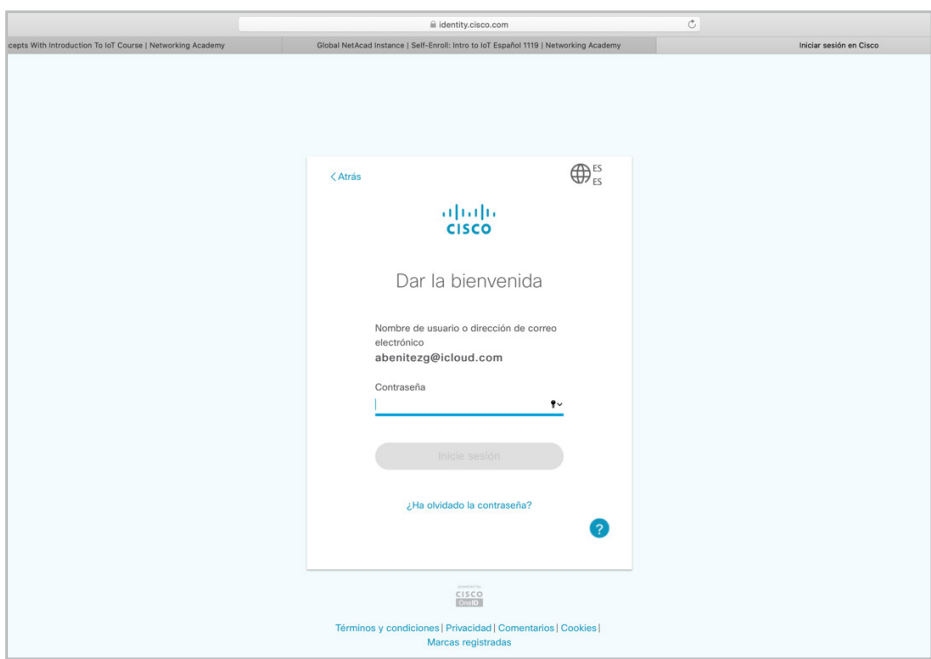 identity.cisco.com
cepts With Introduction To IoT Course | Networking Academy
Global NetAcad Instance | Self-Enroll: Intro to IoT Español 1119 | Networking Academy
Iniciar sesión en Cisco
Atrás
ES
ES
CISCO
Dar la bienvenida
Nombre de usuario o dirección de correo
electrónico
abenitezg@icloud.com
Contraseña
Inicie sesión
¿Ha olvidado la contraseña?
?
CISCO
OneID
Términos y condiciones | Privacidad | Comentarios | Cookies |
Marcas registradas